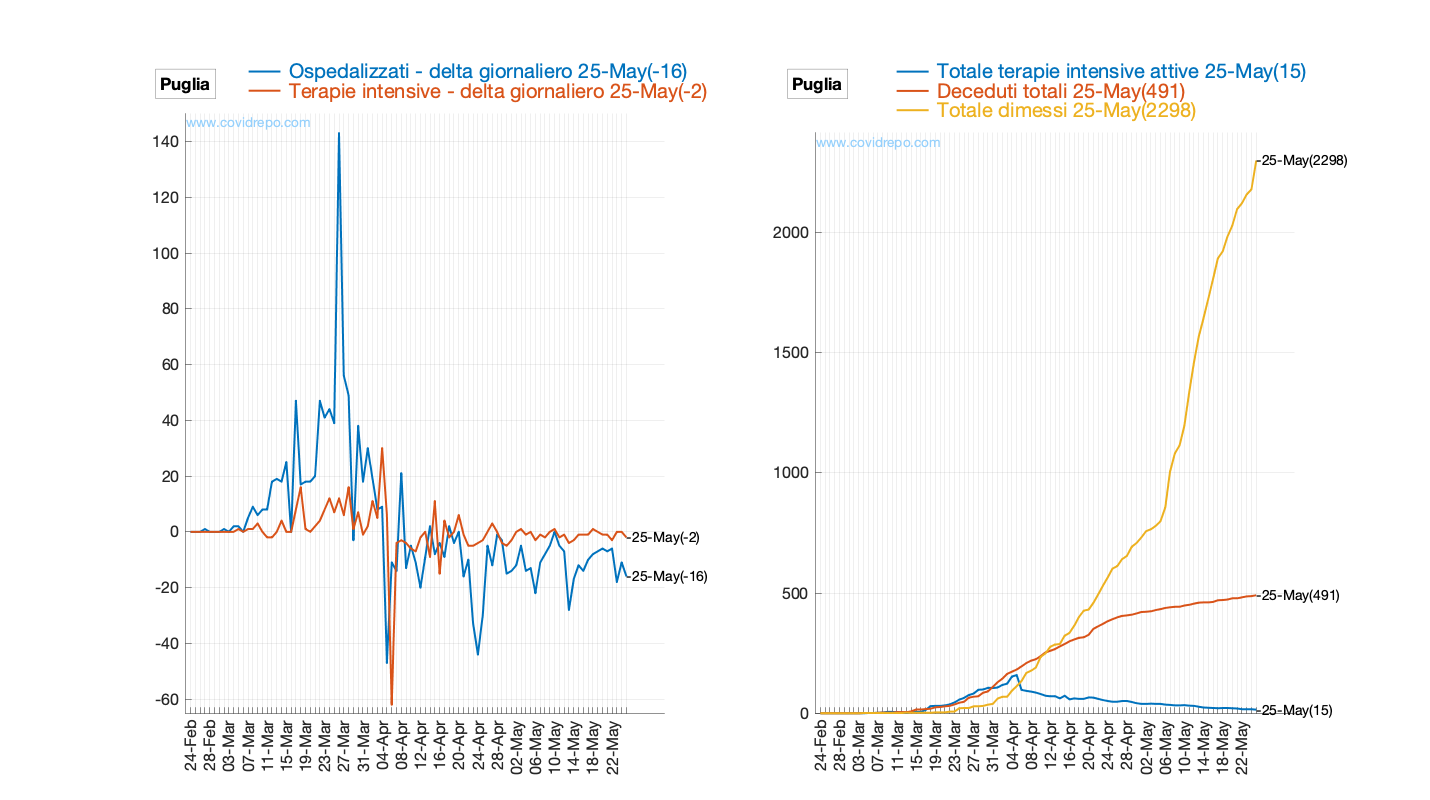 Puglia
Ospedalizzati - delta giornaliero 25-May(-16)
Terapie intensive - delta giornaliero 25-May(-2)
www.covidrepo.com
140
120
100
80
60
40
20
0
-20
-40
-60
25-May(-2)
25-May(-16)
24-Feb
28-Feb
03-Mar
07-Mar
11-Mar
15-Mar
19-Mar
23-Mar
27-Mar
31-Mar
04-Apr
08-Apr
12-Apr
16-Apr
20-Apr
24-Apr
28-Apr
02-May
06-May
10-May
14-May
18-May
22-May
Puglia
Totale terapie intensive attive 25-May(15)
Deceduti totali 25-May(491)
Totale dimessi 25-May(2298)
www.covidrepo.com
2000
1500
1000
500
0
25-May(2298)
25-May(491)
25-May(15)
24-Feb
28-Feb
03-Mar
07-Mar
11-Mar
15-Mar
19-Mar
23-Mar
27-Mar
31-Mar
04-Apr
08-Apr
12-Apr
16-Apr
20-Apr
24-Apr
28-Apr
02-May
06-May
10-May
14-May
18-May
22-May